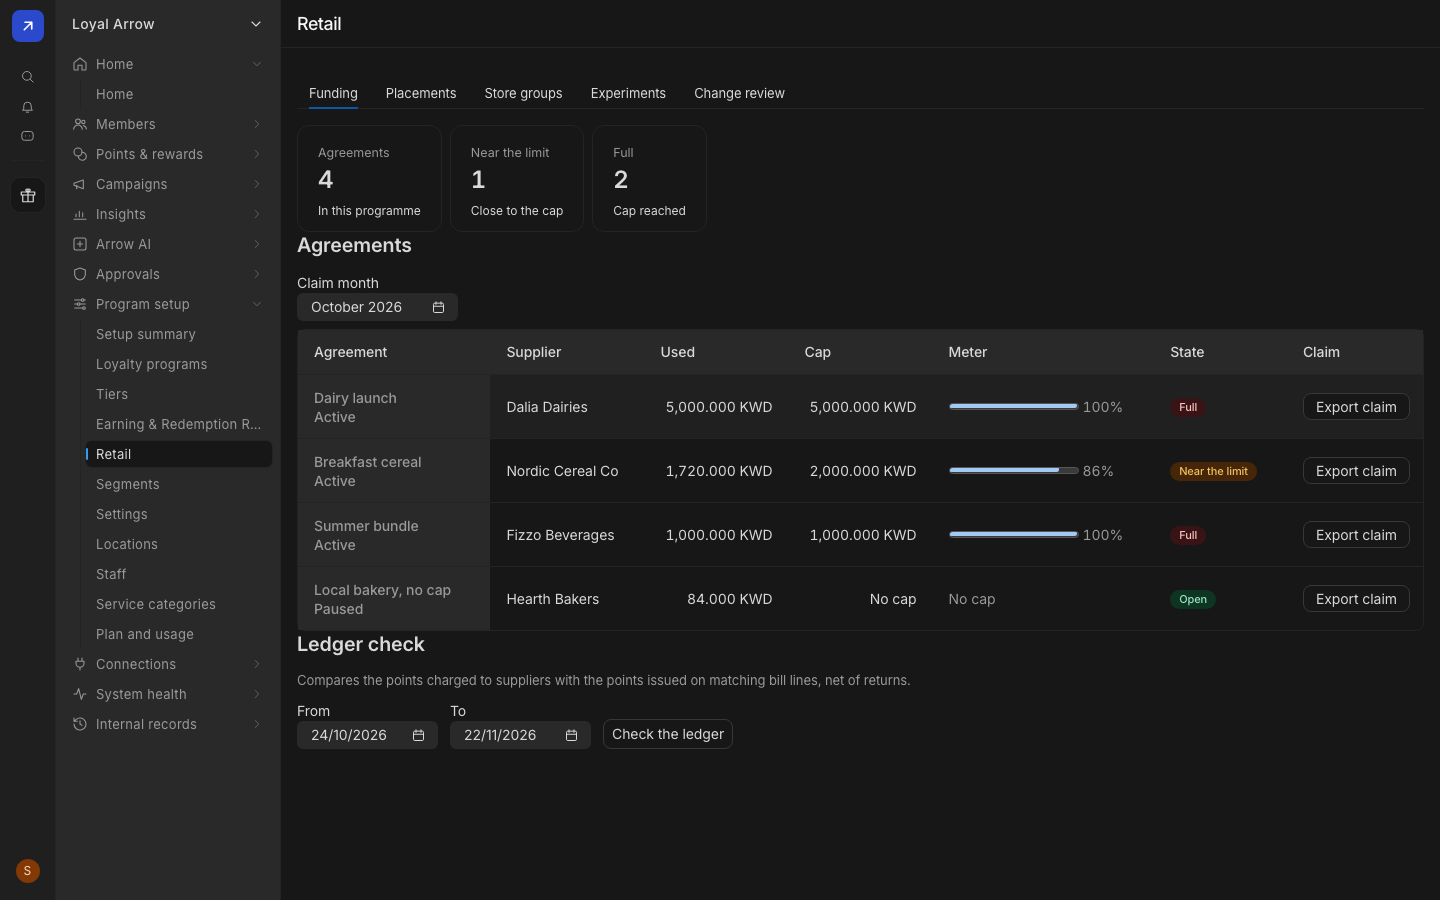 Loyal Arrow
Home
Home
Members
Points & rewards
Campaigns
Insights
Arrow AI
Approvals
Program setup
Setup summary
Loyalty programs
Tiers
Earning & Redemption R...
Retail
Segments
Settings
Locations
Staff
Service categories
Plan and usage
Connections
System health
Internal records
S
Retail
Funding Placements Store groups Experiments Change review
Agreements
4
In this programme
Near the limit
1
Close to the cap
Full
2
Cap reached
Agreements
Claim month
October 2026
Agreement Supplier Used Cap Meter State Claim
Dairy launch
Active
Dalia Dairies 5,000.000 KWD 5,000.000 KWD 100% Full Export claim
Breakfast cereal
Active
Nordic Cereal Co 1,720.000 KWD 2,000.000 KWD 86% Near the limit Export claim
Summer bundle
Active
Fizzo Beverages 1,000.000 KWD 1,000.000 KWD 100% Full Export claim
Local bakery, no cap
Paused
Hearth Bakers 84.000 KWD No cap No cap Open Export claim
Ledger check
Compares the points charged to suppliers with the points issued on matching bill lines, net of returns.
From To
24/10/2026 22/11/2026 Check the ledger